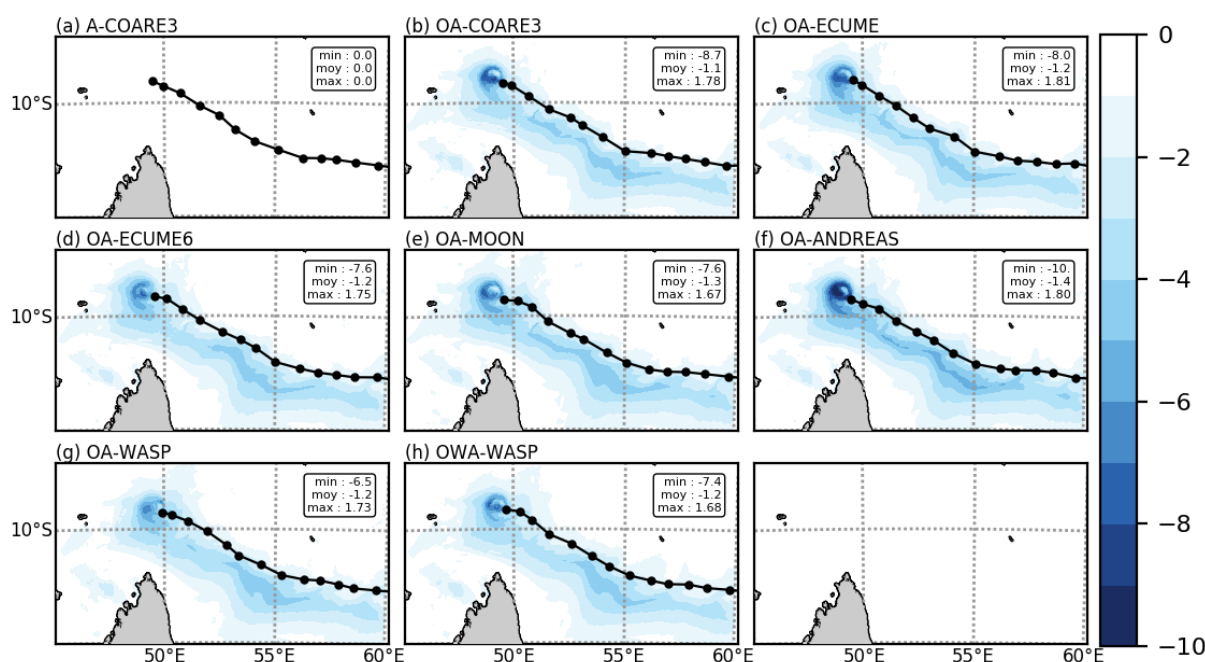 (a) A-COARE3
(b) OA-COARE3
(c) OA-ECUME
min : 0.0
moy : 0.0
max : 0.0
min : -8.7
moy : -1.1
max : 1.78
min : -8.0
moy : -1.2
max : 1.81
10°S
(d) OA-ECUME6
(e) OA-MOON
(f) OA-ANDREAS
min : -7.6
moy : -1.2
max : 1.75
min : -7.6
moy : -1.3
max : 1.67
min : -10.
moy : -1.4
max : 1.80
10°S
(g) OA-WASP
(h) OWA-WASP
min : -6.5
moy : -1.2
max : 1.73
min : -7.4
moy : -1.2
max : 1.68
10°S
50°E 55°E 60°E
50°E 55°E 60°E
50°E 55°E 60°E
0
−2
−4
−6
−8
−10